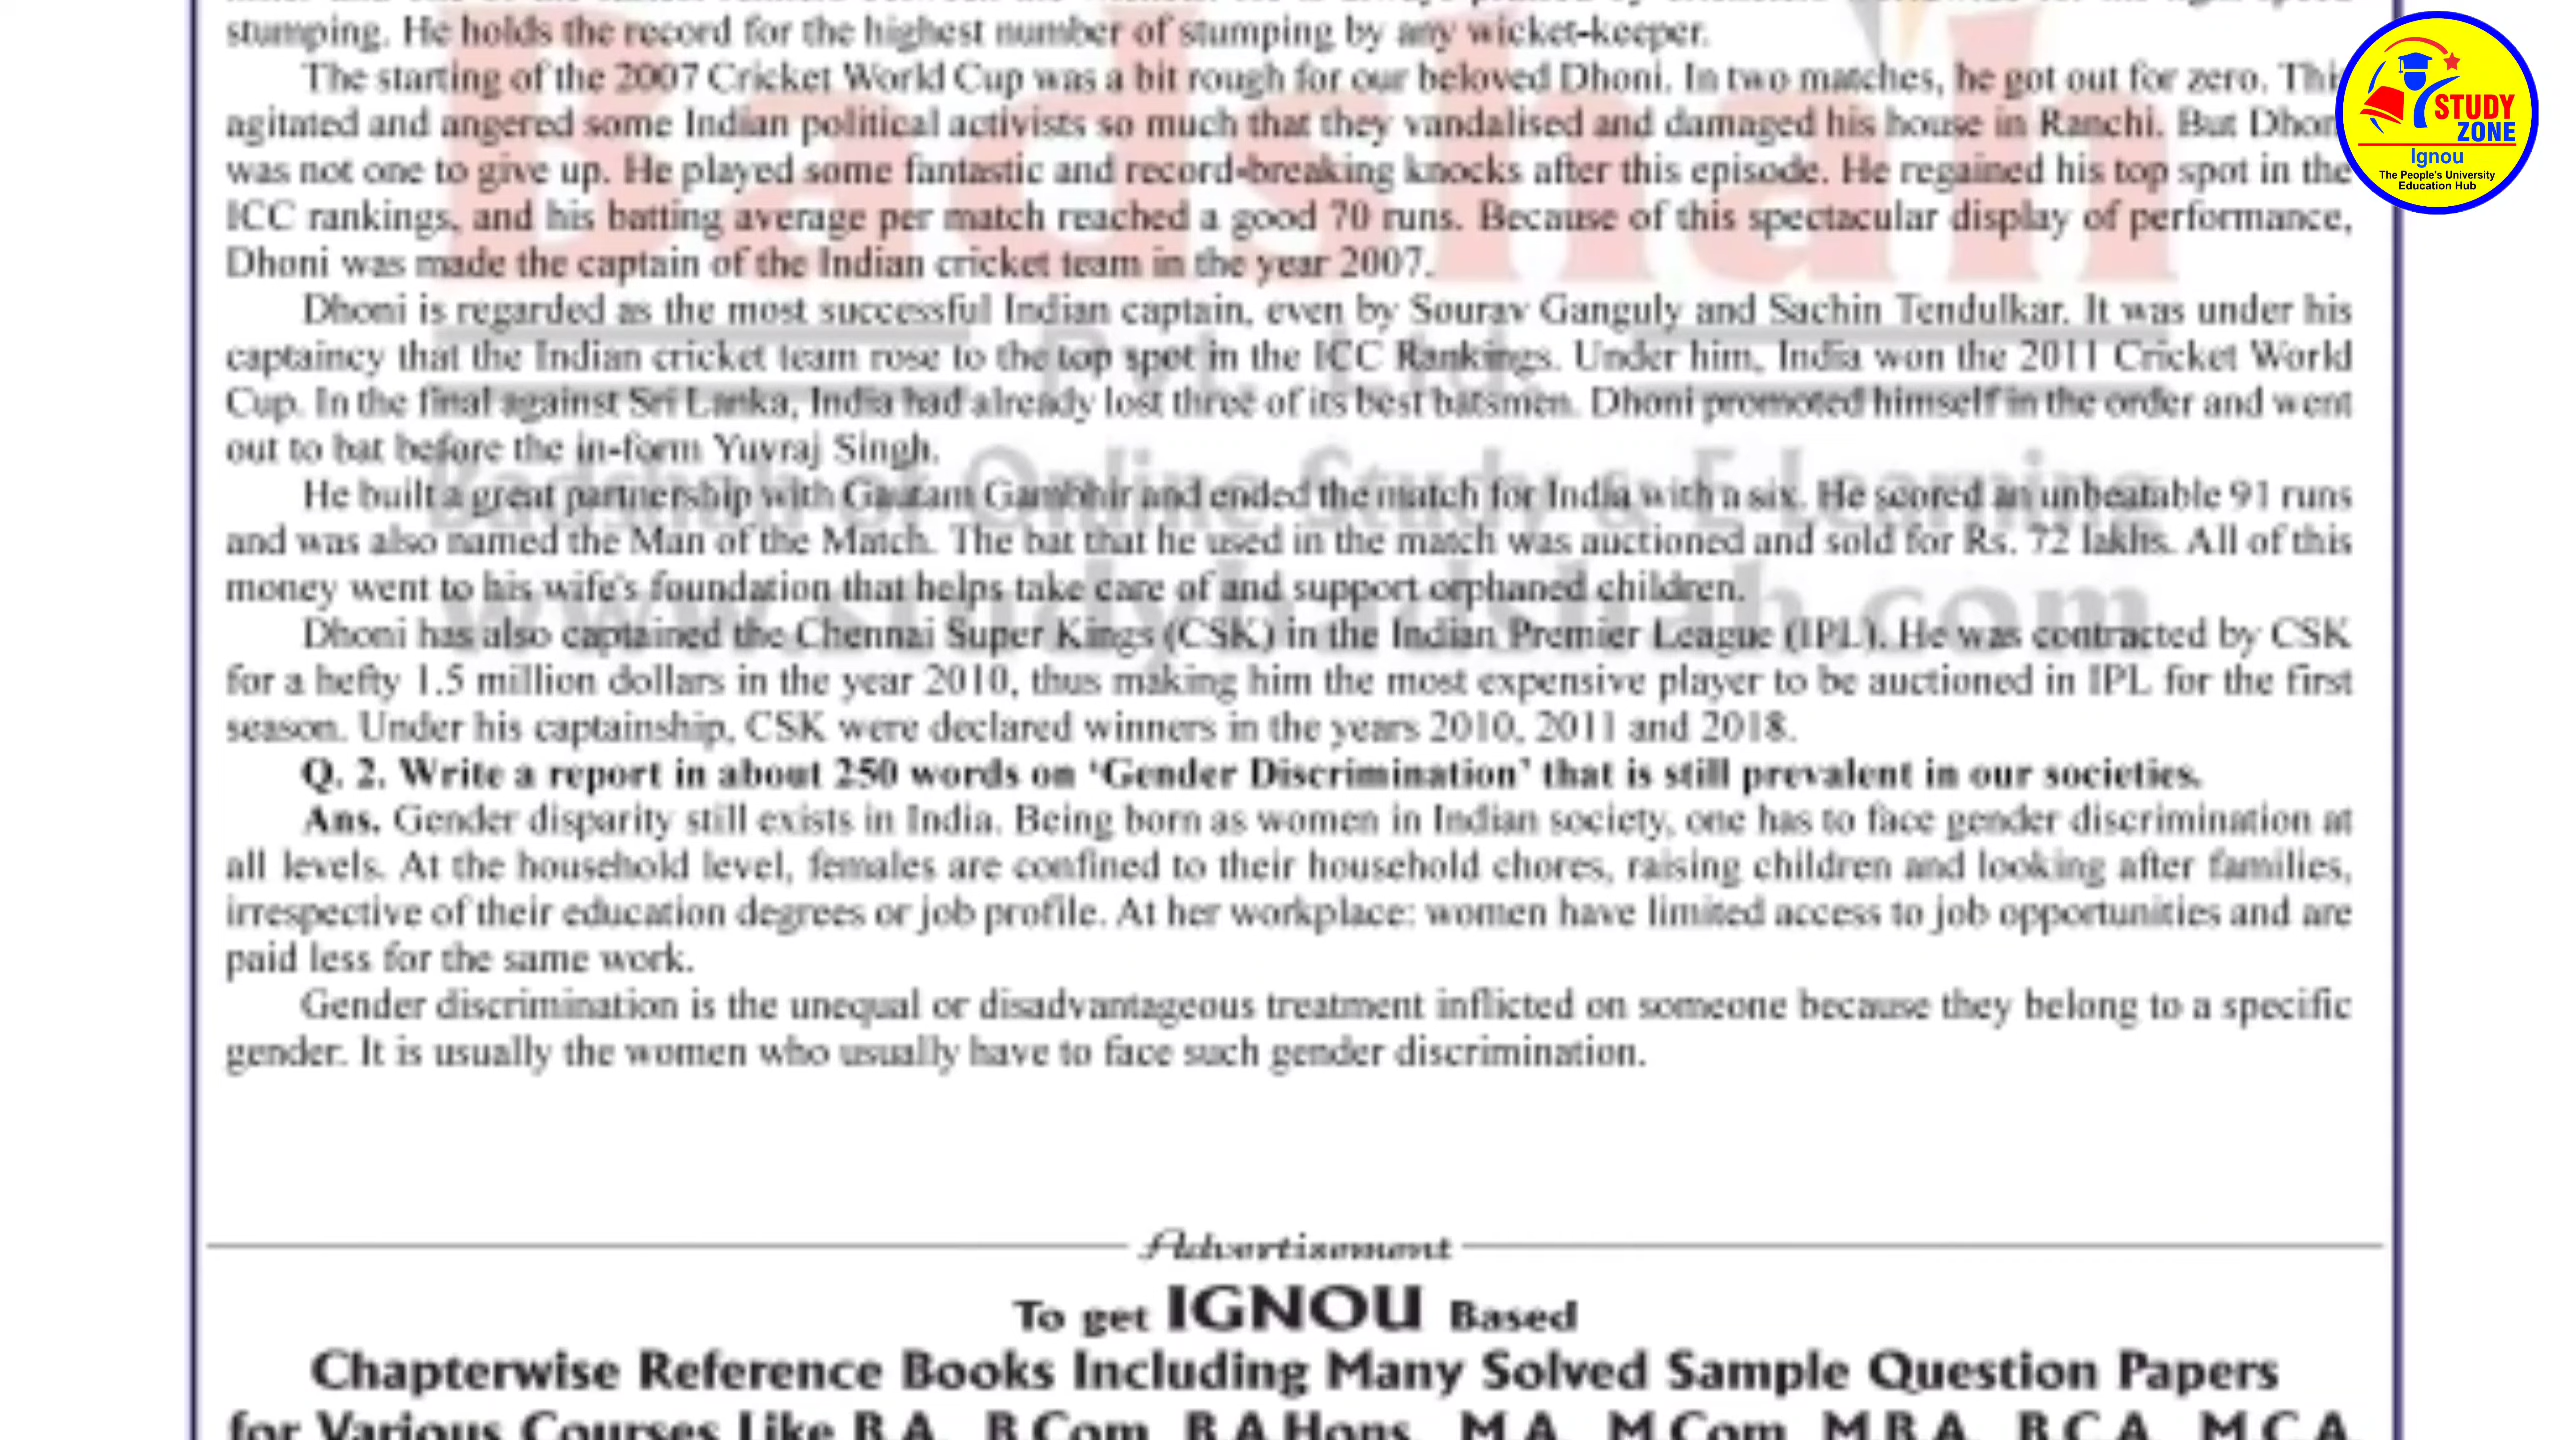 stumping. He holds the record for the highest number of stumping by any wicket-keeper.
The starting of the 2007 Cricket World Cup was a bit rough for our beloved Dhoni. In two matches, he got out for zero. This
agitated and angered some Indian political activists so much that they vandalised and damaged his house in Ranchi. But Dhoni
was not one to give up. He played some fantastic and record-breaking knocks after this episode. He regained his top spot in the
ICC rankings, and his batting average per match reached a good 70 runs. Because of this spectacular display of performance,
Dhoni was made the captain of the Indian cricket team in the year 2007.
Dhoni is regarded as the most successful Indian captain, even by Sourav Ganguly and Sachin Tendulkar. It was under his
captaincy that the Indian cricket team rose to the top spot in the ICC Rankings. Under him, India won the 2011 Cricket World
Cup. In the final against Sri Lanka, India had already lost three of its best batsmen. Dhoni promoted himself in the order and went
out to bat before the in-form Yuvraj Singh.
He built a great partnership with Gautam Gambhir and ended the match for India with a six. He scored an unbeatable 91 runs
and was also named the Man of the Match. The bat that he used in the match was auctioned and sold for Rs. 72 lakhs. All of this
money went to his wife's foundation that helps take care of and support orphaned children.
Dhoni has also captained the Chennai Super Kings (CSK) in the Indian Premier League (IPL). He was contracted by CSK
for a hefty 1.5 million dollars in the year 2010, thus making him the most expensive player to be auctioned in IPL for the first
season. Under his captainship, CSK were declared winners in the years 2010, 2011 and 2018.
Q. 2. Write a report in about 250 words on ‘Gender Discrimination’ that is still prevalent in our societies.
Ans. Gender disparity still exists in India. Being born as women in Indian society, one has to face gender discrimination at
all levels. At the household level, females are confined to their household chores, raising children and looking after families,
irrespective of their education degrees or job profile. At her workplace: women have limited access to job opportunities and are
paid less for the same work.
Gender discrimination is the unequal or disadvantageous treatment inflicted on someone because they belong to a specific
gender. It is usually the women who usually have to face such gender discrimination.
Advertisement
To get IGNOU Based
Chapterwise Reference Books Including Many Solved Sample Question Papers
for Various Courses Like B.A., B.Com., B.A.Hons., M.A., M.Com, M.B.A., B.C.A., M.C.A.
Badshah
Pvt. Ltd.
Badshah of Online Study & E-learning
www.studybadshah.com
STUDY
ZONE
Ignou
The People's University
Education Hub